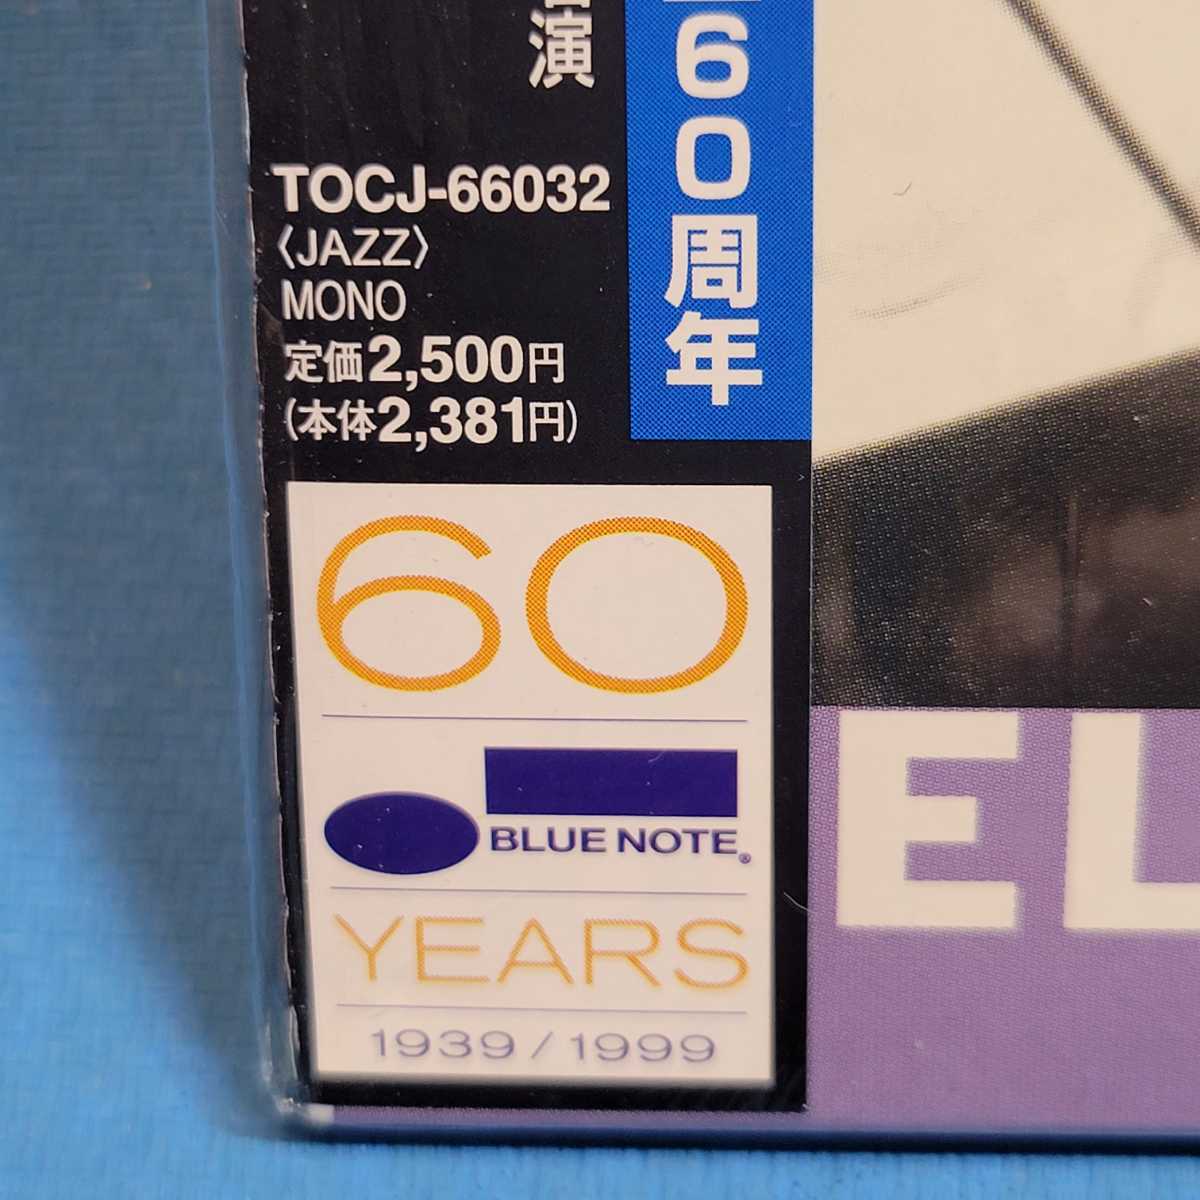 演
60周年
TOCJ-66032
〈JAZZ〉
MONO
定価2,500円
(本体2,381円)
60
BLUE NOTE®
YEARS
1939/1999
EL